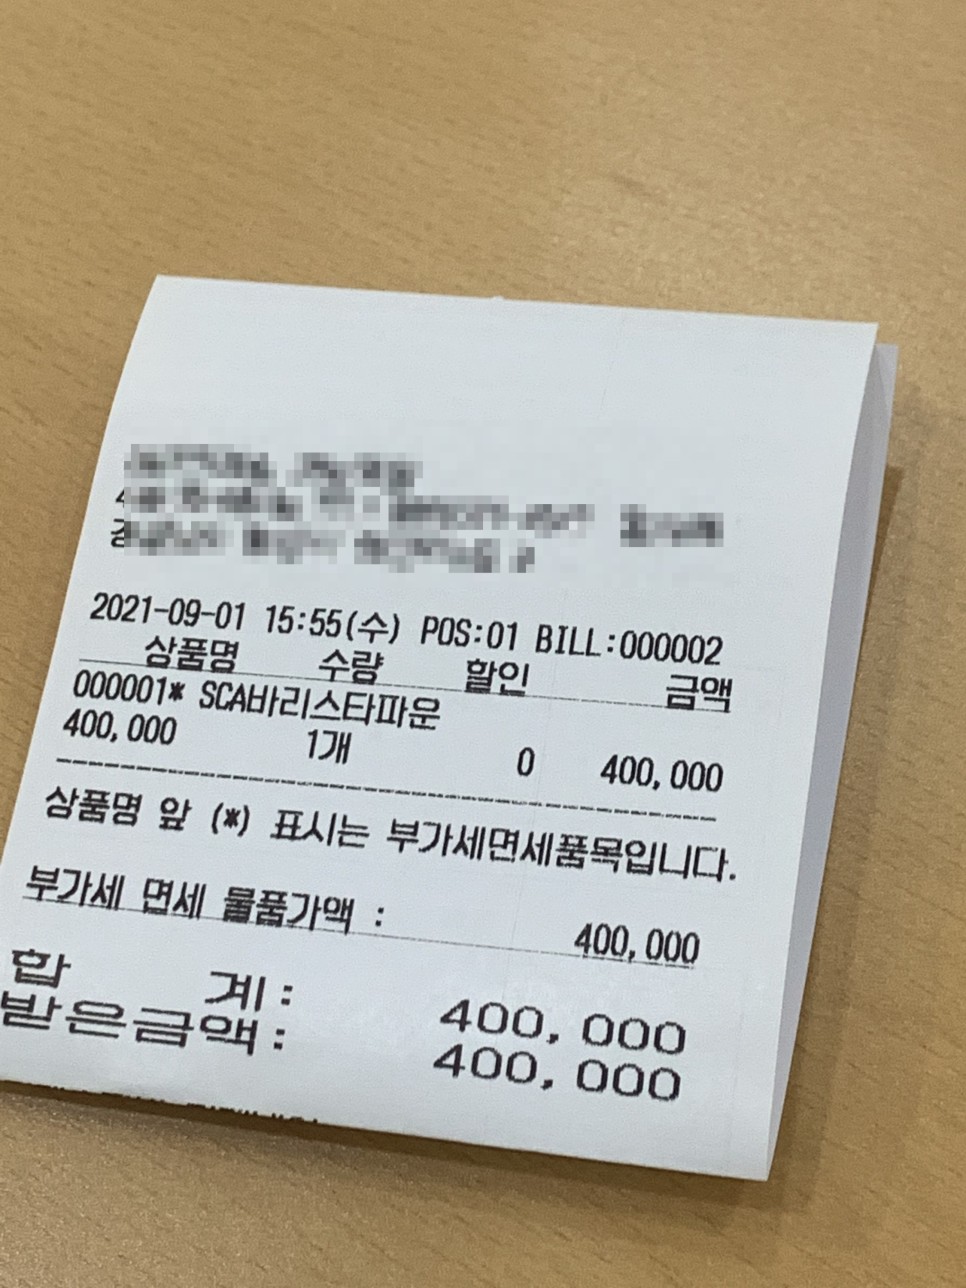 2021-09-01 15:55(수) POS:01 BILL:000002
상품명 수량 할인 금액
000001* SCA바리스타파운
400,000 1개 0 400,000
상품명 앞 (*) 표시는 부가세면세품목입니다.
부가세 면세 물품가액 : 400,000
합 계: 400,000
받은금액: 400,000